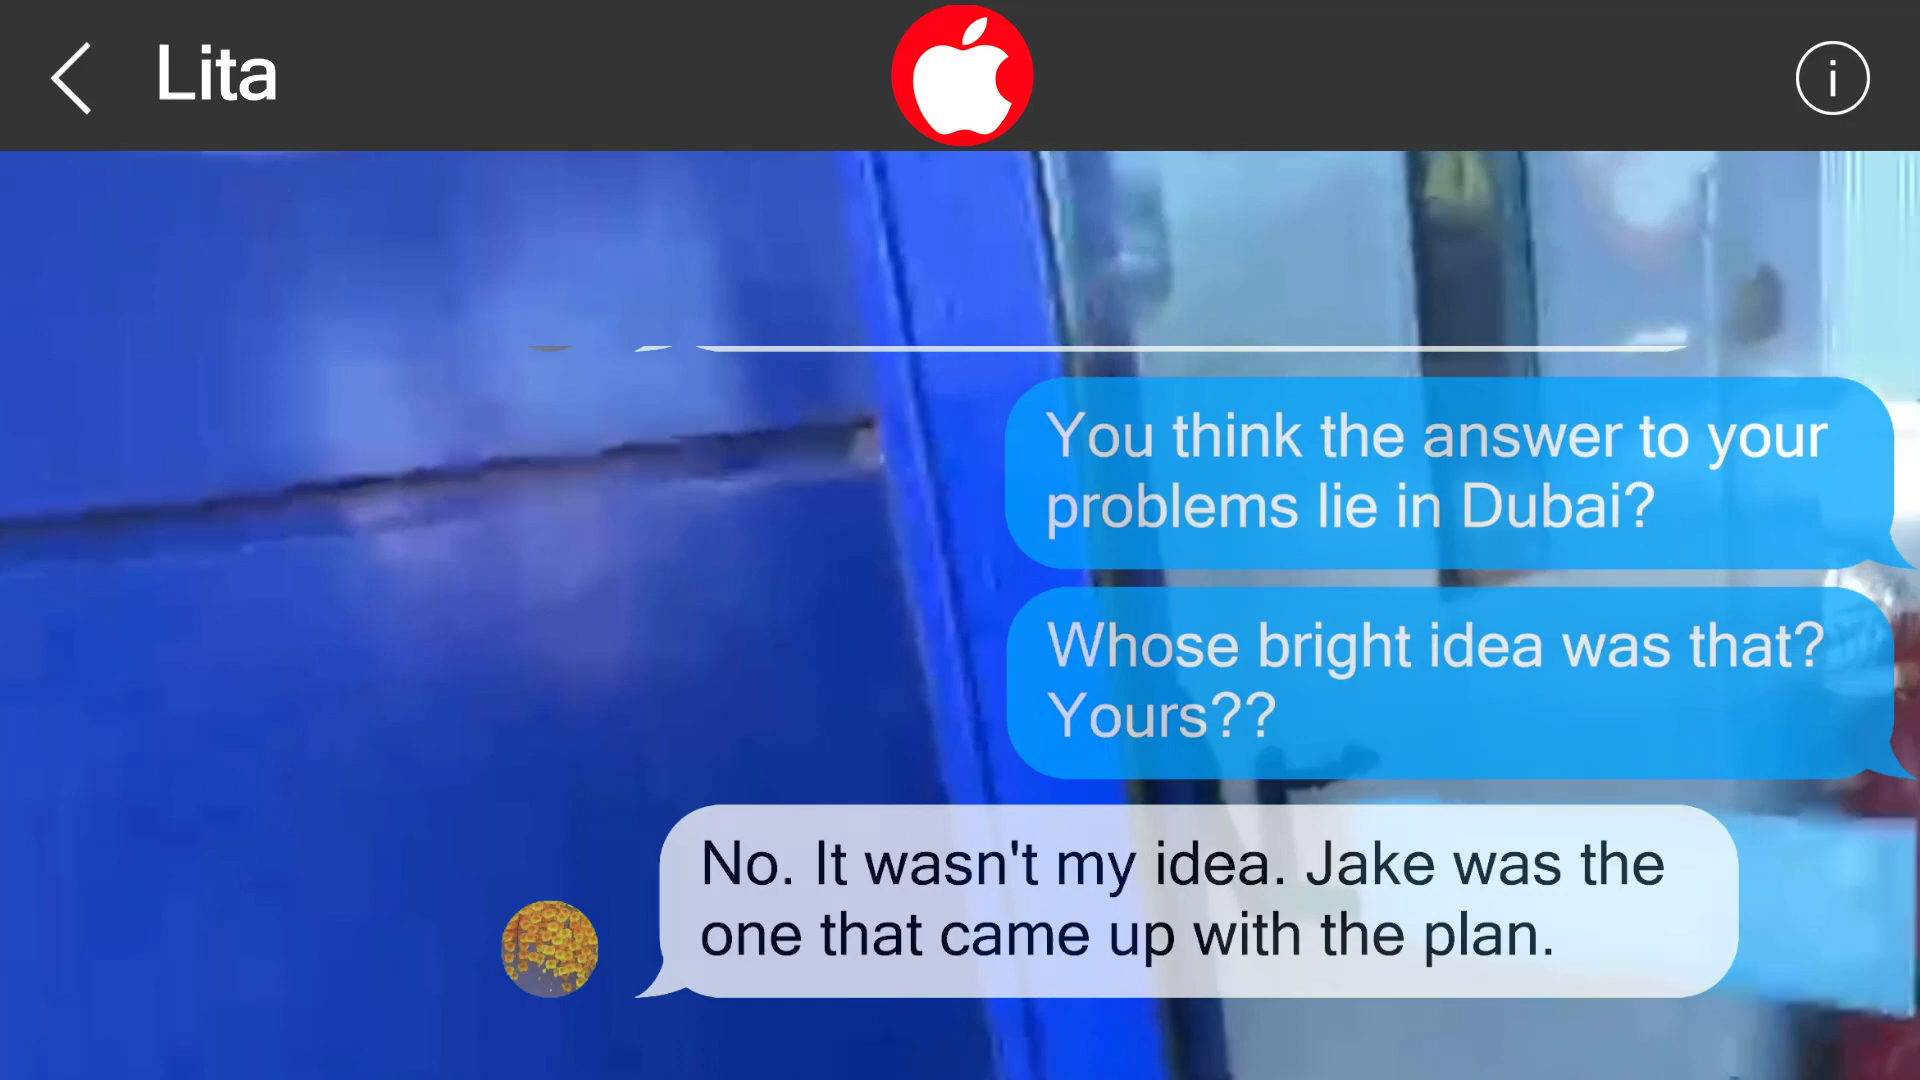 Lita
i
You think the answer to your
problems lie in Dubai?
Whose bright idea was that?
Yours??
No. It wasn't my idea. Jake was the
one that came up with the plan.